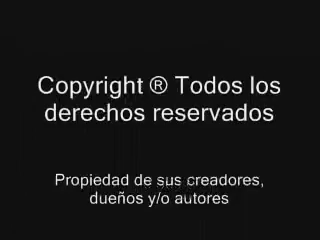 Copyright ® Todos los
derechos reservados
Propiedad de sus creadores,
dueños y/o autores